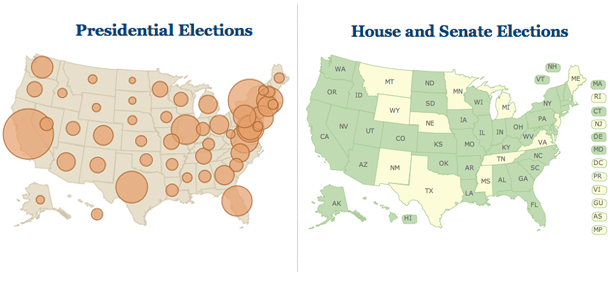 Presidential Elections
House and Senate Elections
NH
WA
VT
ME
MT
ND
MA
OR
ID
MN
SD
WI
MI
NY
RI
WY
CT
IA
PA
NE
NJ
NV
UT
IL
IN
OH
DE
CA
CO
KS
MO
WV
VA
KY
MD
NC
TN
DC
AZ
NM
OK
AR
SC
PR
MS
AL
GA
TX
LA
VI
AK
FL
GU
HI
AS
MP